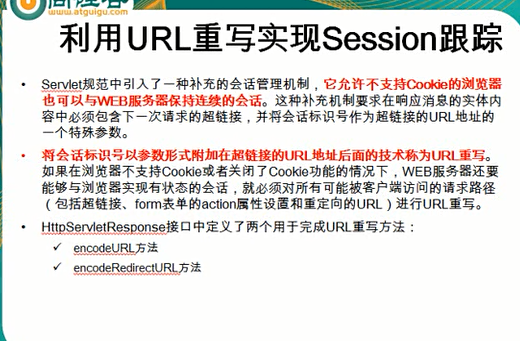 www.atguigu.com
利用URL重写实现Session跟踪
• Servlet规范中引入了一种补充的会话管理机制，它允许不支持Cookie的浏览器
也可以与WEB服务器保持连续的会话。这种补充机制要求在响应消息的实体内
容中必须包含下一次请求的超链接，并将会话标识号作为超链接的URL地址的
一个特殊参数。
• 将会话标识号以参数形式附加在超链接的URL地址后面的技术称为URL重写。
如果在浏览器不支持Cookie或者关闭了Cookie功能的情况下，WEB服务器还要
能够与浏览器实现有状态的会话，就必须对所有可能被客户端访问的请求路径
（包括超链接、form表单的action属性设置和重定向的URL）进行URL重写。
• HttpServletResponse接口中定义了两个用于完成URL重写方法：
✓ encodeURL方法
✓ encodeRedirectURL方法